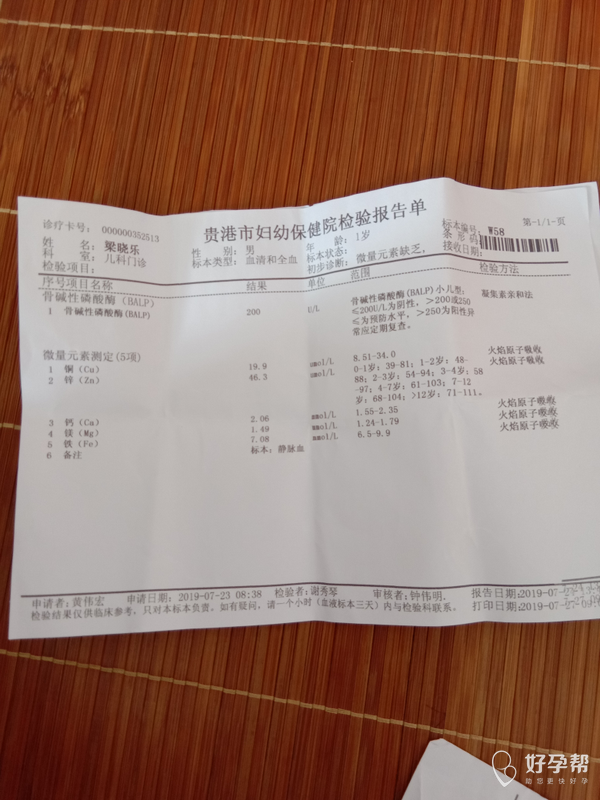 贵港市妇幼保健院检验报告单
诊疗卡号: 000000352513
标本编号: W58
第-1/1-页
姓 名: 梁晓乐
性 别: 男
年 龄: 1岁
条形码:
科 室: 儿科门诊
标本类型: 血清和全血
标本状态:
接收日期:
检验项目:
初步诊断: 微量元素缺乏,
序号项目名称 结果 单位 范围 检验方法
骨碱性磷酸酶(BALP)
1 骨碱性磷酸酶(BALP) 200 U/L 骨碱性磷酸酶(BALP)小儿型: 凝集素亲和法
≤200U/L为阴性, >200或250
≤为预防水平, >250为阳性异
常应定期复查。
微量元素测定(5项)
1 铜(Cu) 19.9 umol/L 8.51-34.0 火焰原子吸收
2 锌(Zn) 46.3 umol/L 0-1岁; 39-81; 1-2岁; 48- 火焰原子吸收
88; 2-3岁; 54-94; 3-4岁; 58
-97; 4-7岁; 61-103; 7-12
岁; 68-104; >12岁; 71-111.
3 钙(Ca) 2.06 mmol/L 1.55-2.35 火焰原子吸收
4 镁(Mg) 1.49 mmol/L 1.24-1.79 火焰原子吸收
5 铁(Fe) 7.08 mmol/L 6.5-9.9 火焰原子吸收
6 备注 标本: 静脉血
申请者: 黄伟宏 申请日期: 2019-07-23 08:38 检验者: 谢秀琴 审核者: 钟伟明. 报告日期: 2019-07-23
检验结果仅供临床参考, 只对本标本负责, 如有疑问, 请一个小时(血液标本三天)内与检验科联系。 打印日期: 2019-07-27
好孕帮
助您更快好孕